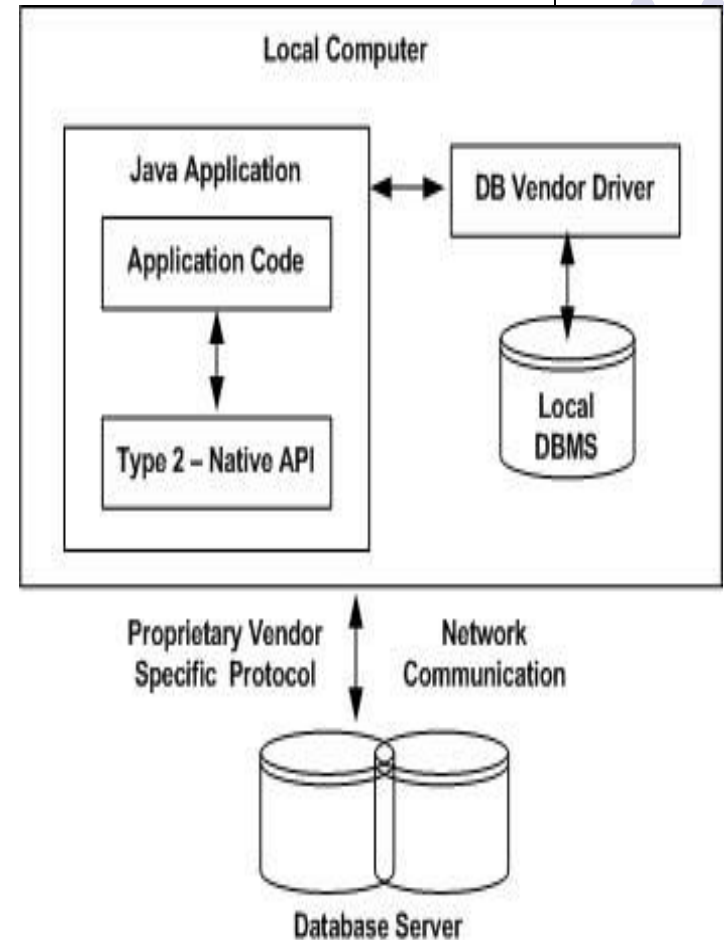 Local Computer
Java Application
DB Vendor Driver
Application Code
Local
DBMS
Type 2 – Native API
Proprietary Vendor
Specific Protocol
Network
Communication
Database Server